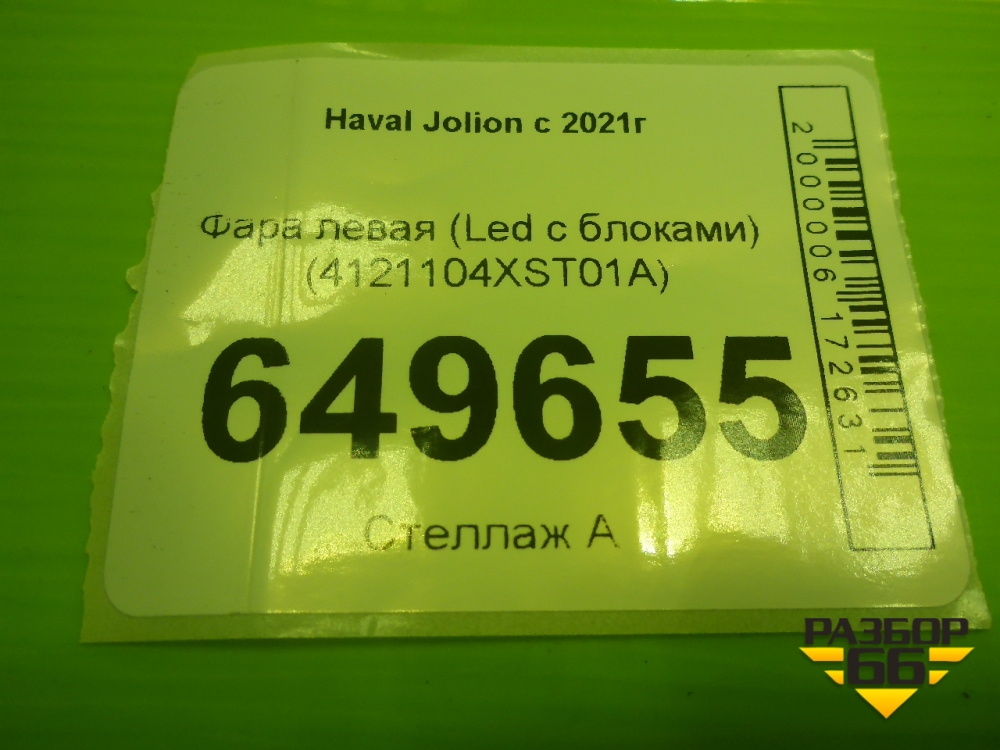 Haval Jolion с 2021г
Фара левая (Led с блоками)
(4121104XST01A)
649655
Стеллаж А
2000006172631
РАЗБОР
66